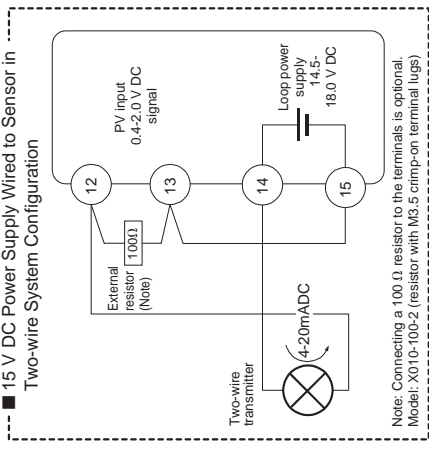 ■ 15 V DC Power Supply Wired to Sensor in
Two-wire System Configuration
PV input
0.4-2.0 V DC
signal
Loop power
supply
14.5-
18.0 V DC
12
13
14
15
External
resistor
(Note)
100Ω
Two-wire
transmitter
4-20mADC
Note: Connecting a 100 Ω resistor to the terminals is optional.
Model: X010-100-2 (resistor with M3.5 crimp-on terminal lugs)